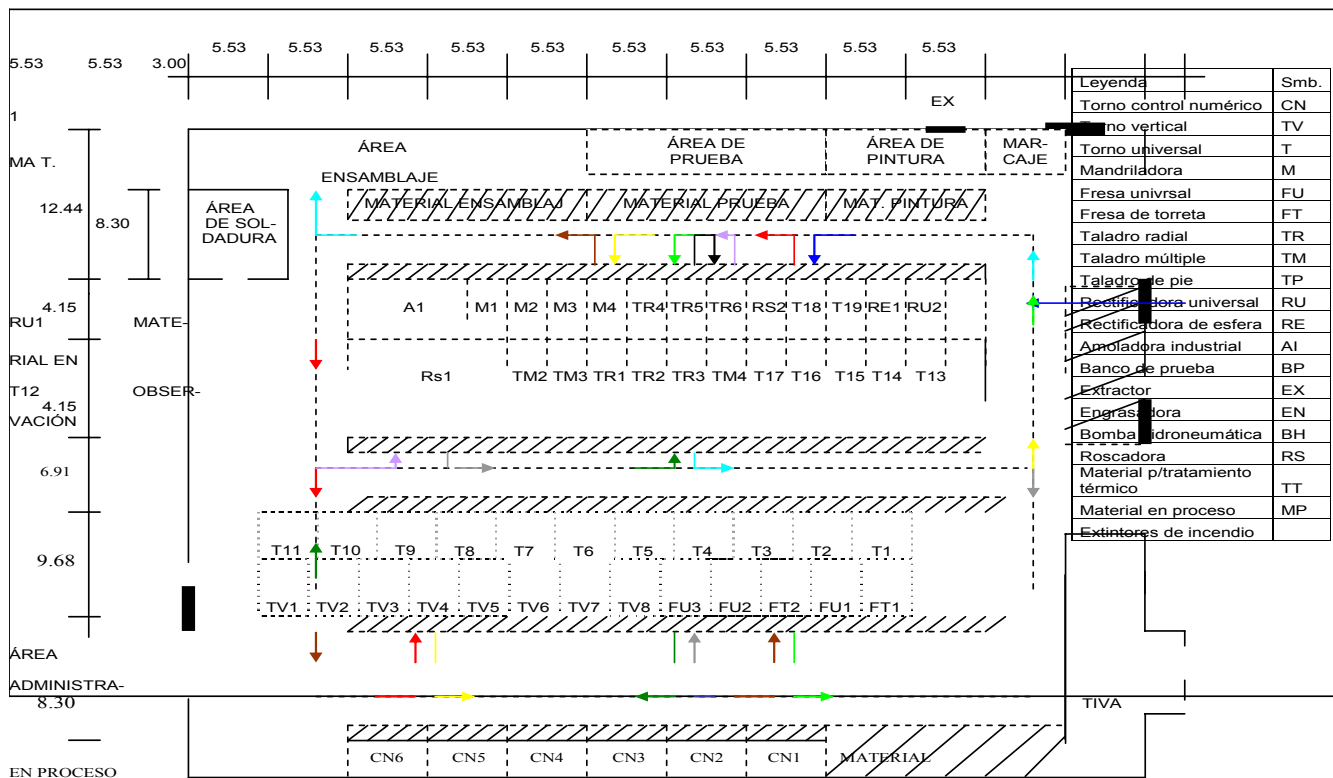 5.53 5.53 5.53 5.53 5.53 5.53 5.53 5.53 5.53 5.53
5.53 5.53 3.00
EX
1
MA T.
ÁREA
ENSAMBLAJE
ÁREA DE
PRUEBA
ÁREA DE
PINTURA
MAR-
CAJE
12.44
8.30
ÁREA
DE SOL-
DADURA
MATERIAL ENSAMBLAJ MATERIAL PRUEBA MAT. PINTURA
4.15
RU1 MATE-
A1 M1 M2 M3 M4 TR4 TR5 TR6 RS2 T18 T19 RE1 RU2
RIAL EN
T12 OBSER-
Rs1 TM2 TM3 TR1 TR2 TR3 TM4 T17 T16 T15 T14 T13
4.15
VACIÓN
6.91
9.68
T11 T10 T9 T8 T7 T6 T5 T4 T3 T2 T1
TV1 TV2 TV3 TV4 TV5 TV6 TV7 TV8 FU3 FU2 FT2 FU1 FT1
ÁREA
ADMINISTRA-
8.30
TIVA
CN6 CN5 CN4 CN3 CN2 CN1 MATERIAL
EN PROCESO
Leyenda Smb.
Torno control numérico CN
Torno vertical TV
Torno universal T
Mandriladora M
Fresa univrsal FU
Fresa de torreta FT
Taladro radial TR
Taladro múltiple TM
Taladro de pie TP
Rectificadora universal RU
Rectificadora de esfera RE
Amoladora industrial AI
Banco de prueba BP
Extractor EX
Engrasadora EN
Bomba hidroneumática BH
Roscadora RS
Material p/tratamiento
térmico TT
Material en proceso MP
Extintores de incendio